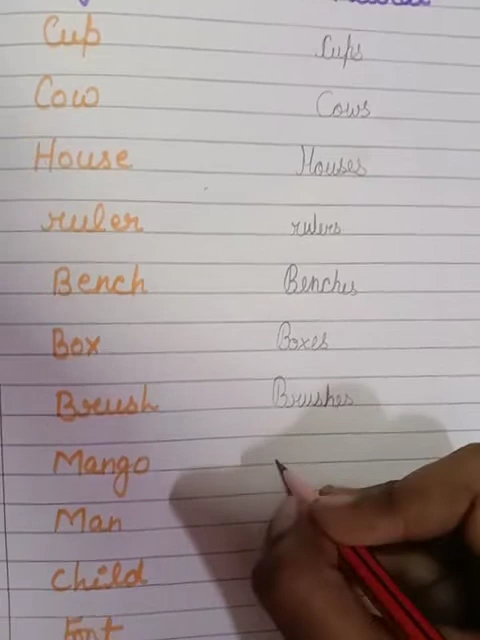 Cup Cups
Cow Cows
House Houses
ruler rulers
Bench Benches
Box Boxes
Brush Brushes
Mango
Man
Child